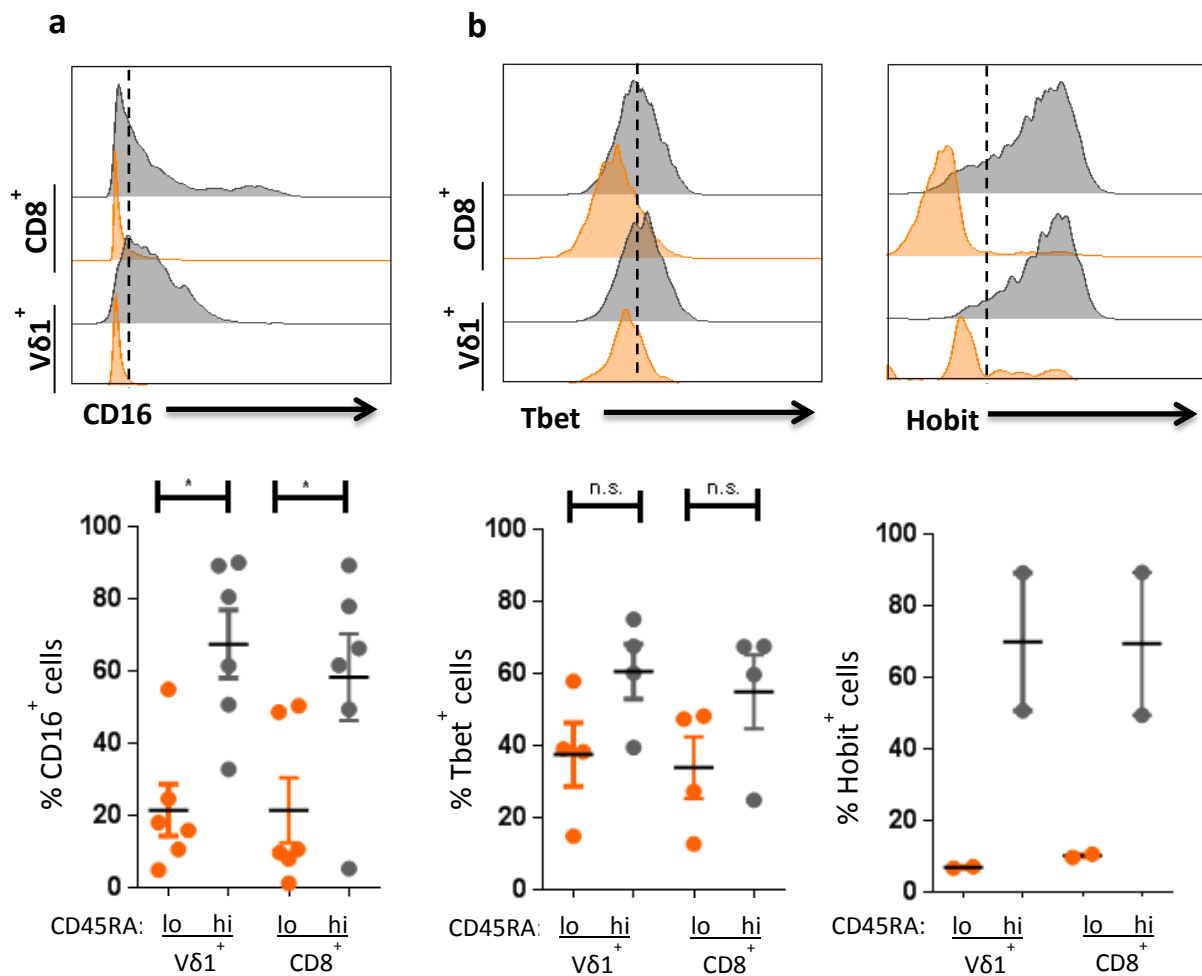 a
b
CD8+
Vδ1+
CD8+
Vδ1+
CD16
Tbet
Hobit
*
*
n.s.
n.s.
% CD16+ cells
100
80
60
40
20
0
% Tbet+ cells
100
80
60
40
20
0
% Hobit+ cells
100
80
60
40
20
0
CD45RA: lo hi lo hi
Vδ1+ CD8+
CD45RA: lo hi lo hi
Vδ1+ CD8+
lo hi lo hi
Vδ1+ CD8+